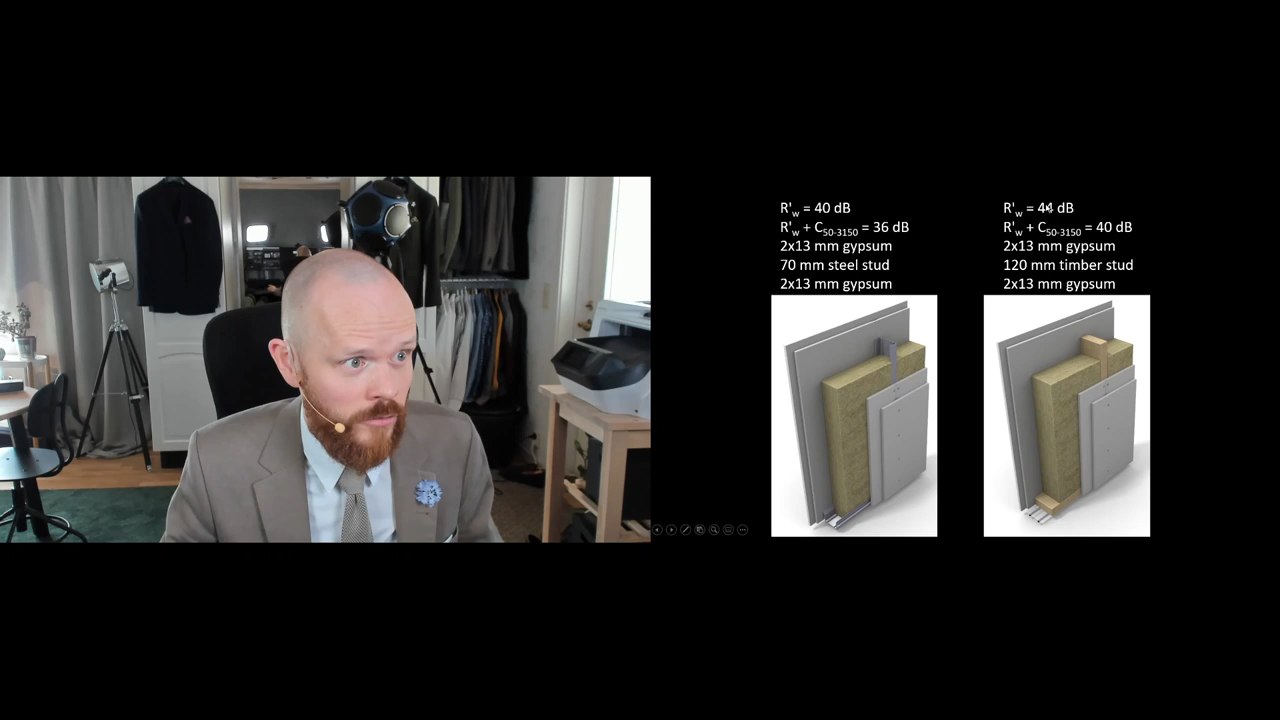 R'w = 40 dB
R'w + C50-3150 = 36 dB
2x13 mm gypsum
70 mm steel stud
2x13 mm gypsum
R'w = 44 dB
R'w + C50-3150 = 40 dB
2x13 mm gypsum
120 mm timber stud
2x13 mm gypsum